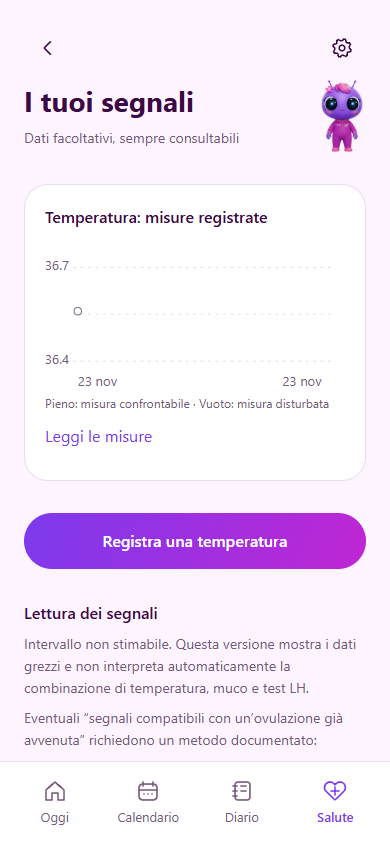 I tuoi segnali
Dati facoltativi, sempre consultabili
Temperatura: misure registrate
36.7
36.4
23 nov 23 nov
Pieno: misura confrontabile · Vuoto: misura disturbata
Leggi le misure
Registra una temperatura
Lettura dei segnali
Intervallo non stimabile. Questa versione mostra i dati
grezzi e non interpreta automaticamente la
combinazione di temperatura, muco e test LH.
Eventuali “segnali compatibili con un’ovulazione già
avvenuta” richiedono un metodo documentato:
Oggi Calendario Diario Salute